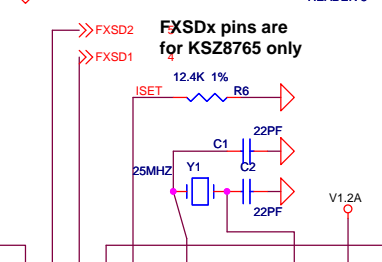 FXSD2
FXSDx pins are
FXSD1
4
for KSZ8765 only
12.4K 1%
ISET
R6
22PF
C1
25MHZ
Y1
C2
22PF
V1.2A